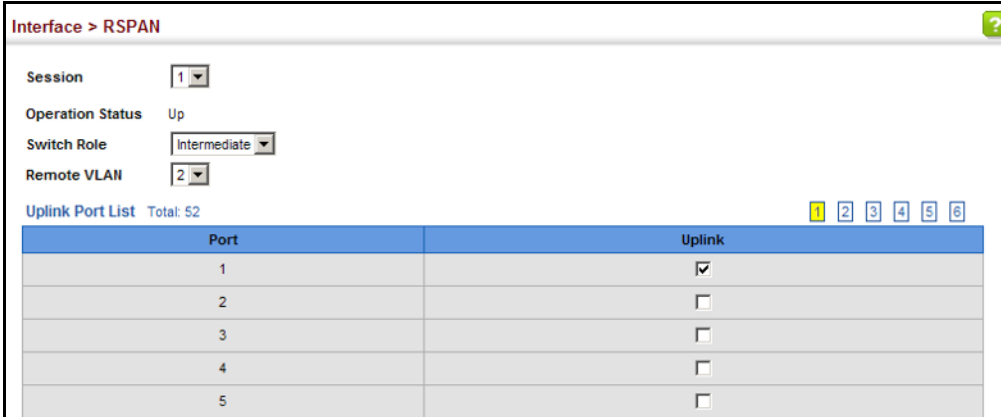 Interface > RSPAN ?
Session 1
Operation Status Up
Switch Role Intermediate
Remote VLAN 2
Uplink Port List Total: 52 1 2 3 4 5 6
Port Uplink
1
2
3
4
5